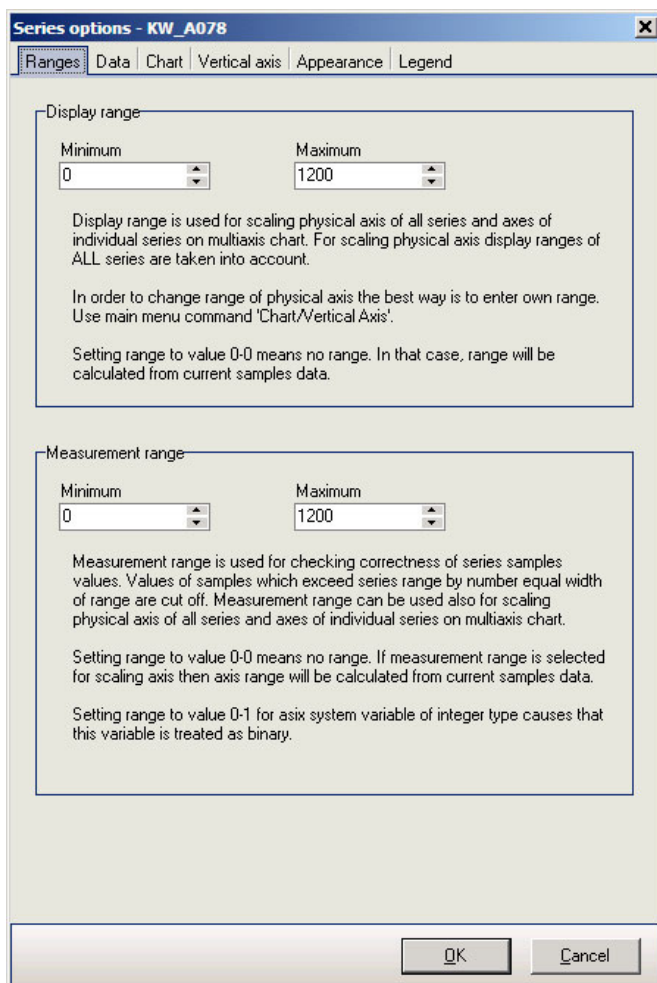 Series options - KW_A078
Ranges Data Chart Vertical axis Appearance Legend
Display range
Minimum Maximum
0 1200
Display range is used for scaling physical axis of all series and axes of
individual series on multiaxis chart. For scaling physical axis display ranges of
ALL series are taken into account.
In order to change range of physical axis the best way is to enter own range.
Use main menu command 'Chart/Vertical Axis'.
Setting range to value 0-0 means no range. In that case, range will be
calculated from current samples data.
Measurement range
Minimum Maximum
0 1200
Measurement range is used for checking correctness of series samples
values. Values of samples which exceed series range by number equal width
of range are cut off. Measurement range can be used also for scaling
physical axis of all series and axes of individual series on multiaxis chart.
Setting range to value 0-0 means no range. If measurement range is selected
for scaling axis then axis range will be calculated from current samples data.
Setting range to value 0-1 for asix system variable of integer type causes that
this variable is treated as binary.
OK Cancel